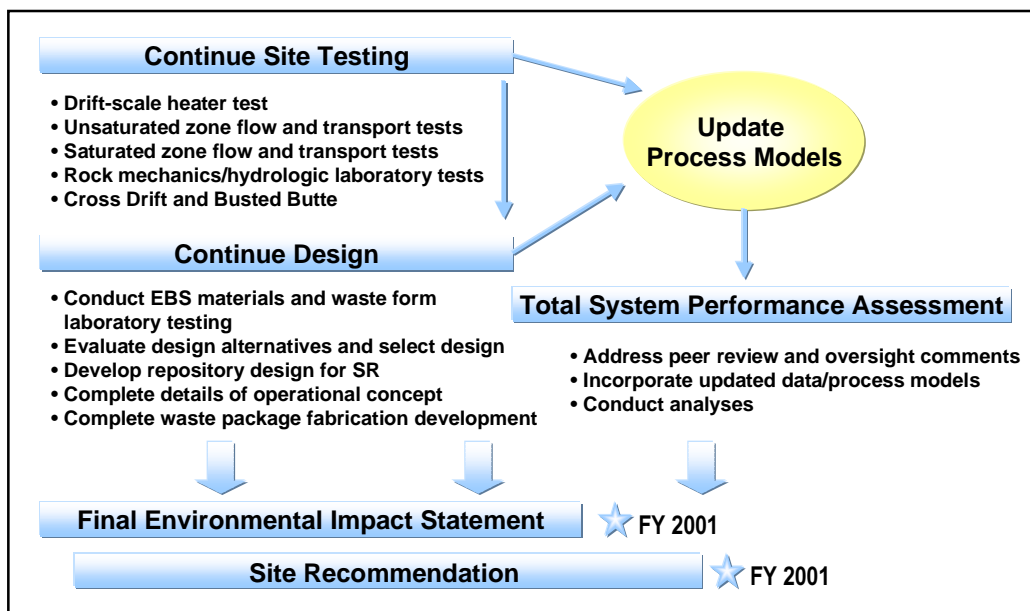 Continue Site Testing
• Drift-scale heater test
• Unsaturated zone flow and transport tests
• Saturated zone flow and transport tests
• Rock mechanics/hydrologic laboratory tests
• Cross Drift and Busted Butte
Update
Process Models
Continue Design
• Conduct EBS materials and waste form
laboratory testing
• Evaluate design alternatives and select design
• Develop repository design for SR
• Complete details of operational concept
• Complete waste package fabrication development
Total System Performance Assessment
• Address peer review and oversight comments
• Incorporate updated data/process models
• Conduct analyses
Final Environmental Impact Statement
FY 2001
Site Recommendation
FY 2001